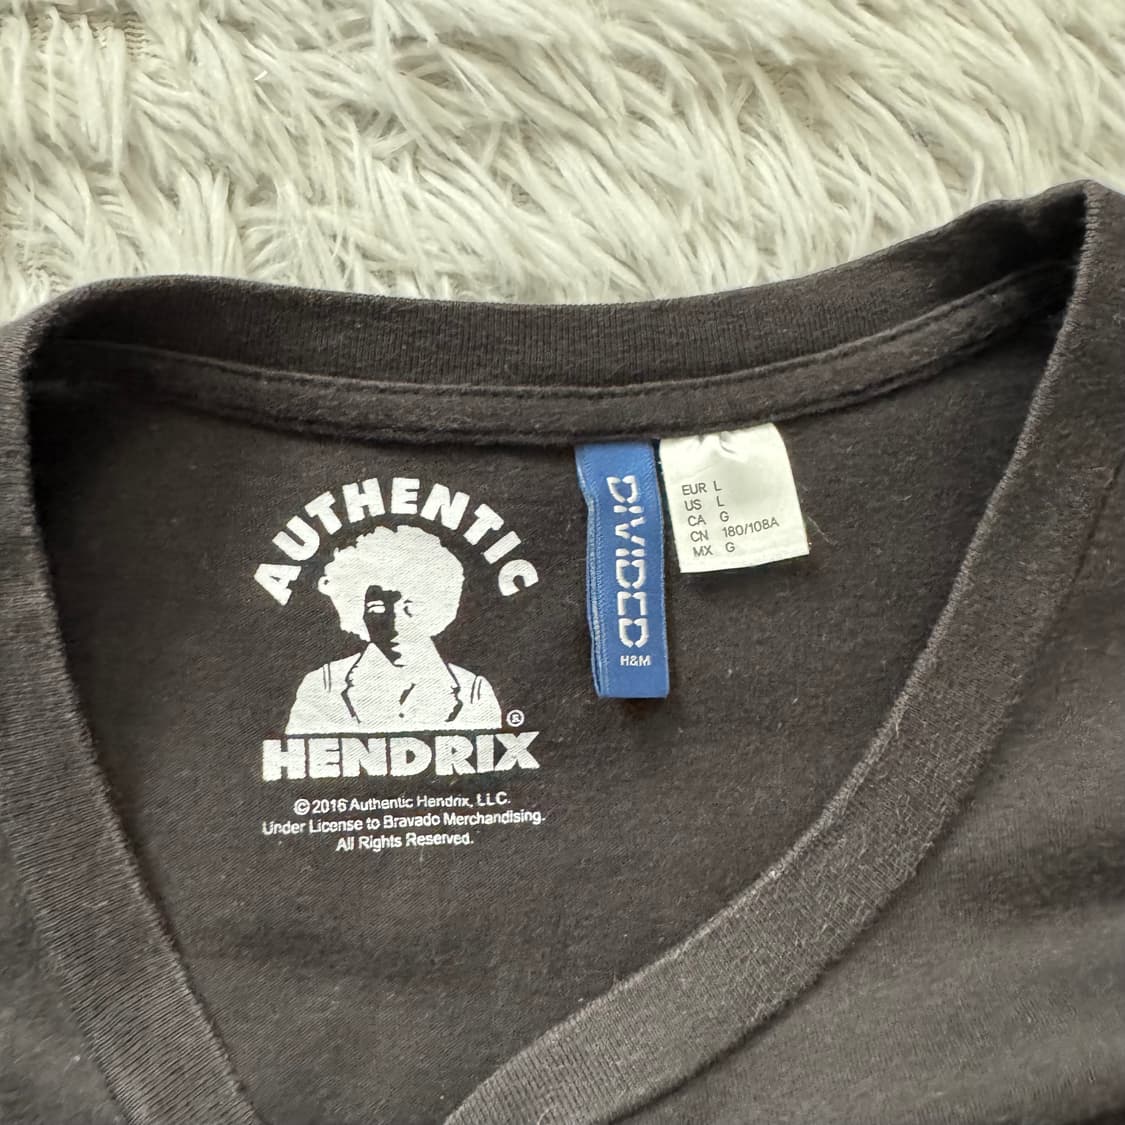 AUTHENTIC
HENDRIX
®
© 2016 Authentic Hendrix, LLC.
Under License to Bravado Merchandising.
All Rights Reserved.
DIVIDED
H&M
EUR L
US L
CA G
CN 180/108A
MX G